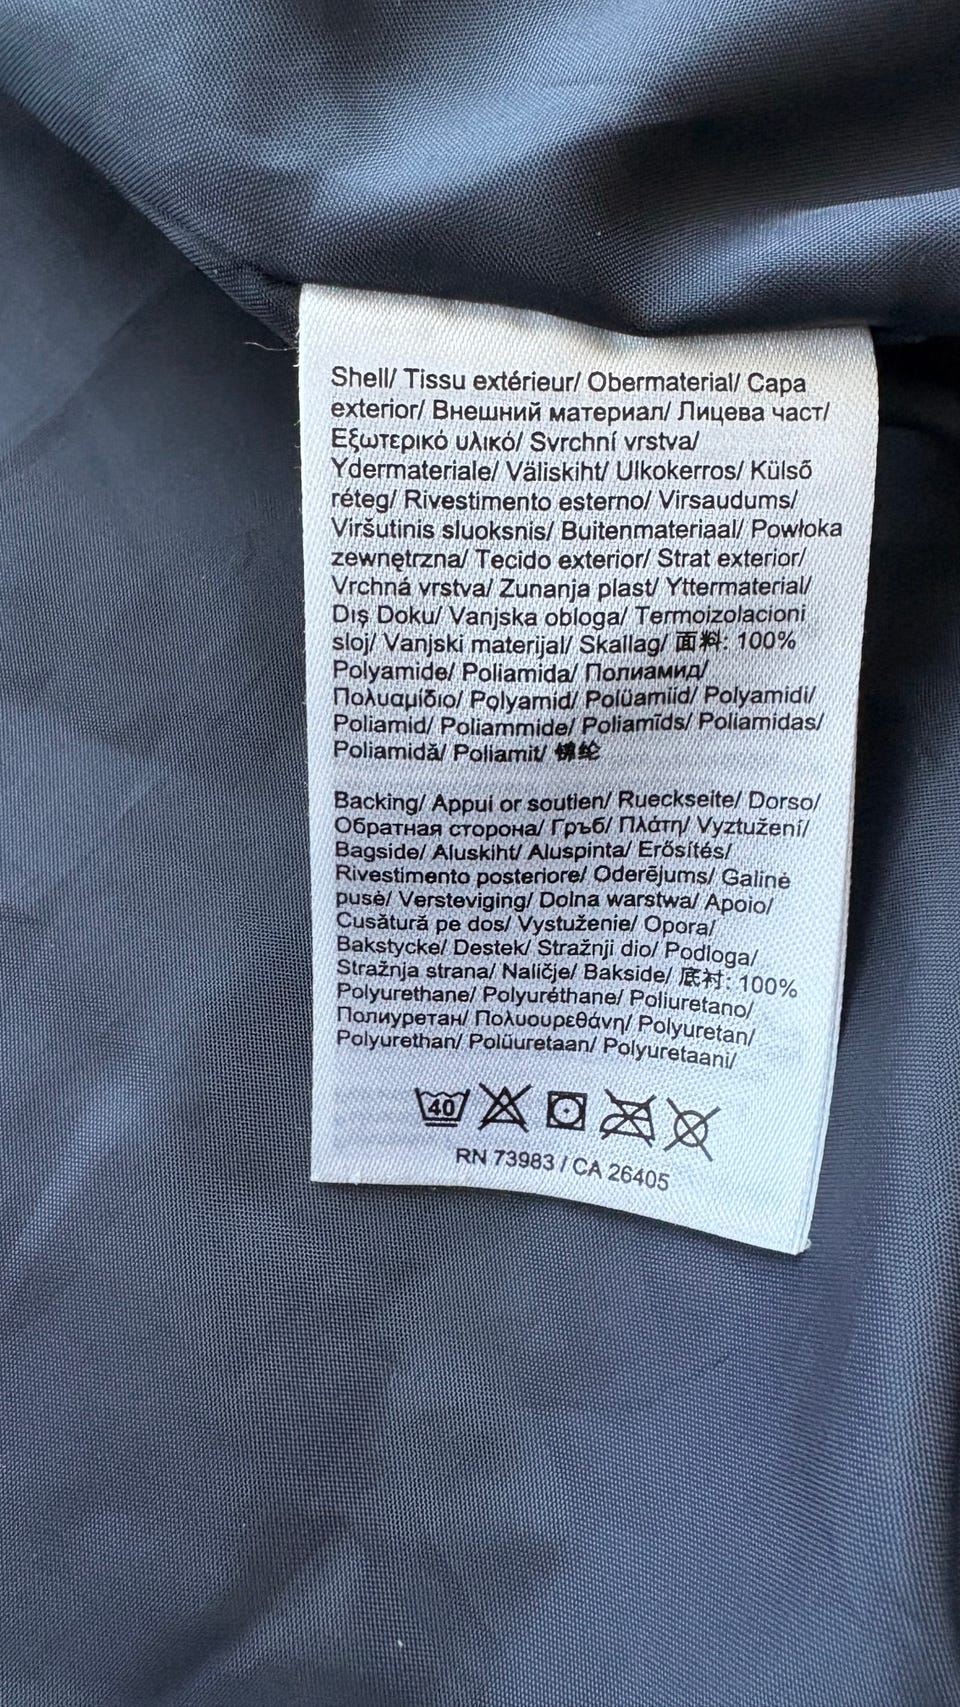 Shell/ Tissu extérieur/ Obermaterial/ Capa
exterior/ Внешний материал/ Лицева част/
Εξωτερικό υλικό/ Svrchní vrstva/
Ydermateriale/ Väliskiht/ Ulkokerros/ Külső
réteg/ Rivestimento esterno/ Virsaudums/
Viršutinis sluoksnis/ Buitenmateriaal/ Powłoka
zewnętrzna/ Tecido exterior/ Strat exterior/
Vrchná vrstva/ Zunanja plast/ Yttermaterial/
Dış Doku/ Vanjska obloga/ Termoizolacioni
sloj/ Vanjski materijal/ Skallag/ 面料: 100%
Polyamide/ Poliamida/ Полиамид/
Πολυαμίδιο/ Polyamid/ Polüamiid/ Polyamidi/
Poliamid/ Poliammide/ Poliamīds/ Poliamidas/
Poliamidă/ Poliamit/ 锦纶
Backing/ Appui or soutien/ Rueckseite/ Dorso/
Обратная сторона/ Гръб/ Πλάτη/ Vyztužení/
Bagside/ Aluskiht/ Aluspinta/ Erősítés/
Rivestimento posteriore/ Oderējums/ Galinė
pusė/ Versteviging/ Dolna warstwa/ Apoio/
Cusătură pe dos/ Vystuženie/ Opora/
Bakstycke/ Destek/ Stražnji dio/ Podloga/
Stražnja strana/ Naličje/ Bakside/ 底衬: 100%
Polyurethane/ Polyuréthane/ Poliuretano/
Полиуретан/ Πολυουρεθάνη/ Polyuretan/
Polyurethan/ Polüuretaan/ Polyuretaani/
40
RN 73983 / CA 26405